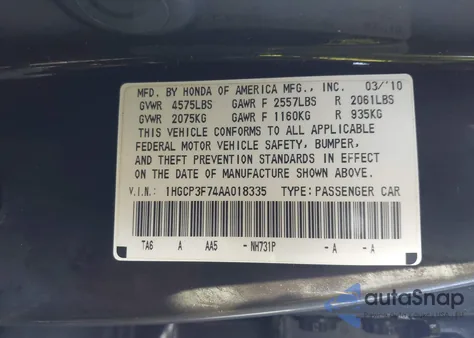 MFD. BY HONDA OF AMERICA MFG., INC. 03/'10
GVWR 4575LBS GAWR F 2557LBS R 2061LBS
GVWR 2075KG GAWR F 1160KG R 935KG
THIS VEHICLE CONFORMS TO ALL APPLICABLE
FEDERAL MOTOR VEHICLE SAFETY, BUMPER,
AND THEFT PREVENTION STANDARDS IN EFFECT
ON THE DATE OF MANUFACTURE SHOWN ABOVE.
V.I.N.: 1HGCP3F74AA018335 TYPE: PASSENGER CAR
TA6 A AA5 -NH731P -A -A
autoSnap